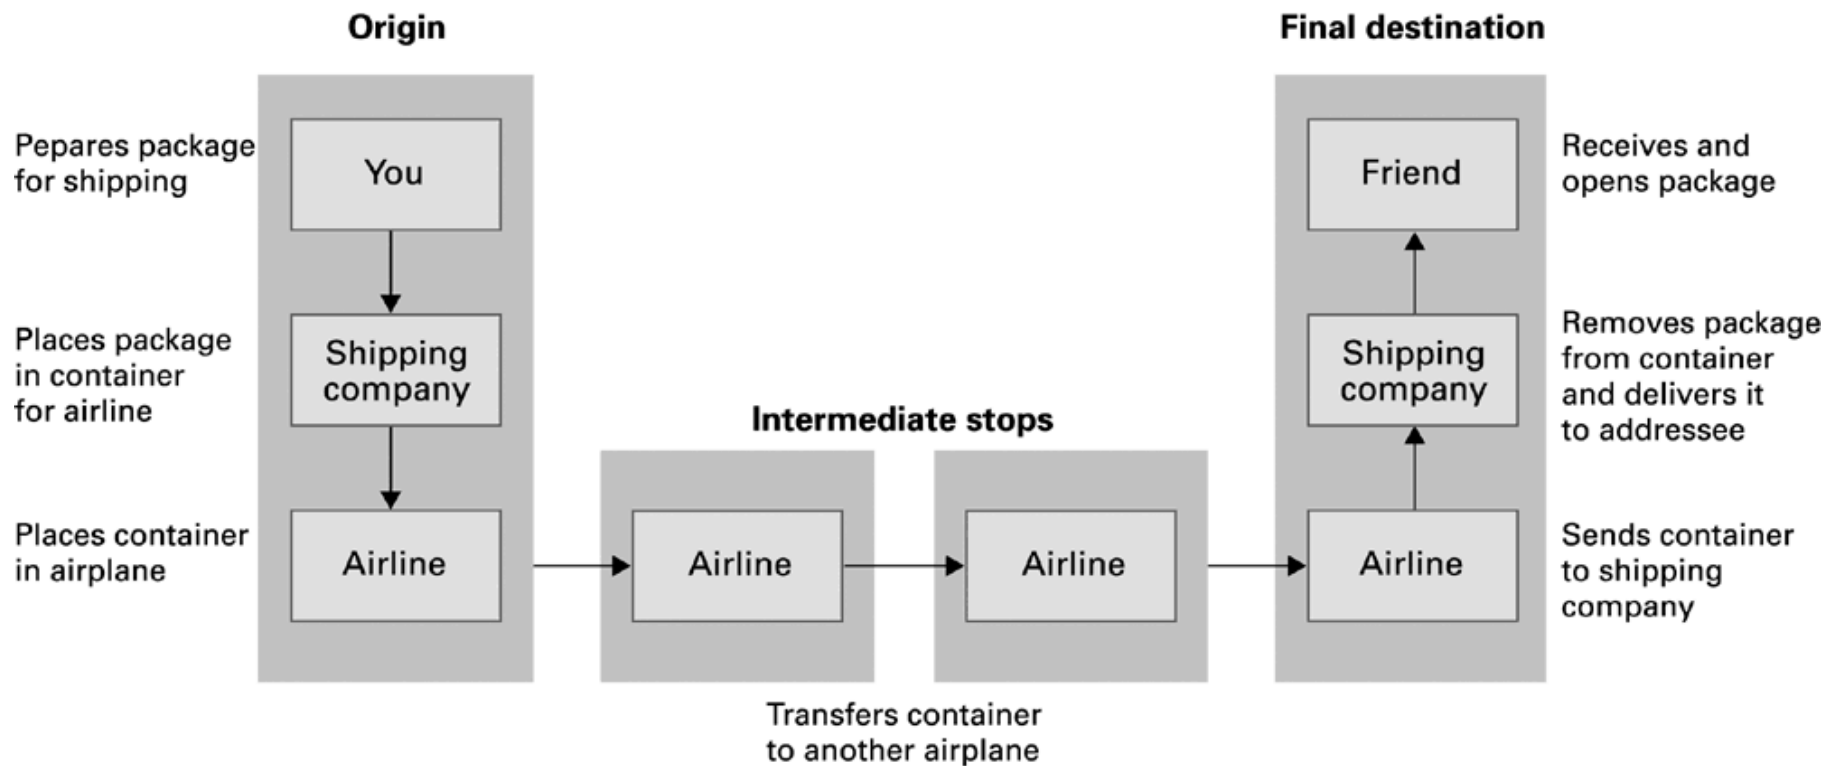 Origin
Final destination
Pepares package
for shipping
You
Friend
Receives and
opens package
Places package
in container
for airline
Shipping
company
Shipping
company
Removes package
from container
and delivers it
to addressee
Intermediate stops
Places container
in airplane
Airline
Airline
Airline
Airline
Sends container
to shipping
company
Transfers container
to another airplane